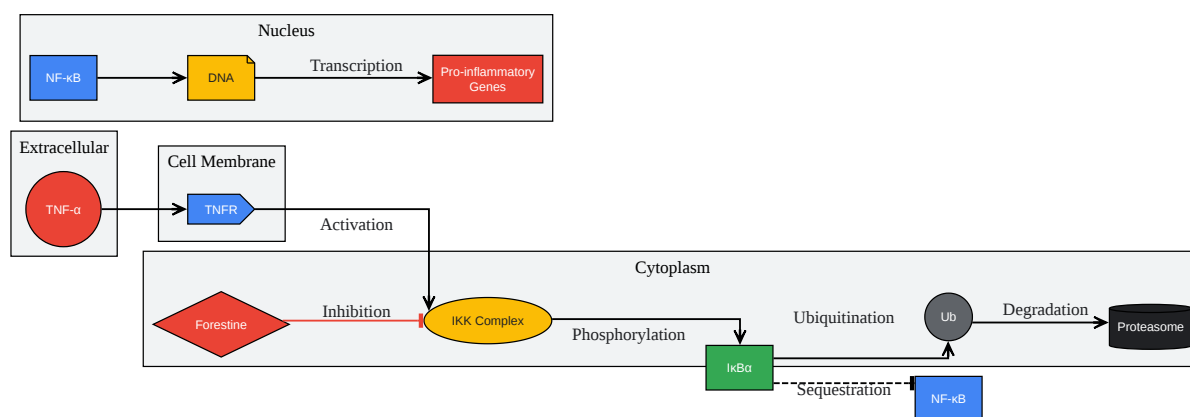 Nucleus
NF-κB
DNA
Transcription
Pro-inflammatory
Genes
Extracellular
TNF-α
Cell Membrane
TNFR
Activation
Cytoplasm
Forestine
Inhibition
IKK Complex
Phosphorylation
IκBα
Ubiquitination
Ub
Degradation
Proteasome
Sequestration
NF-κB